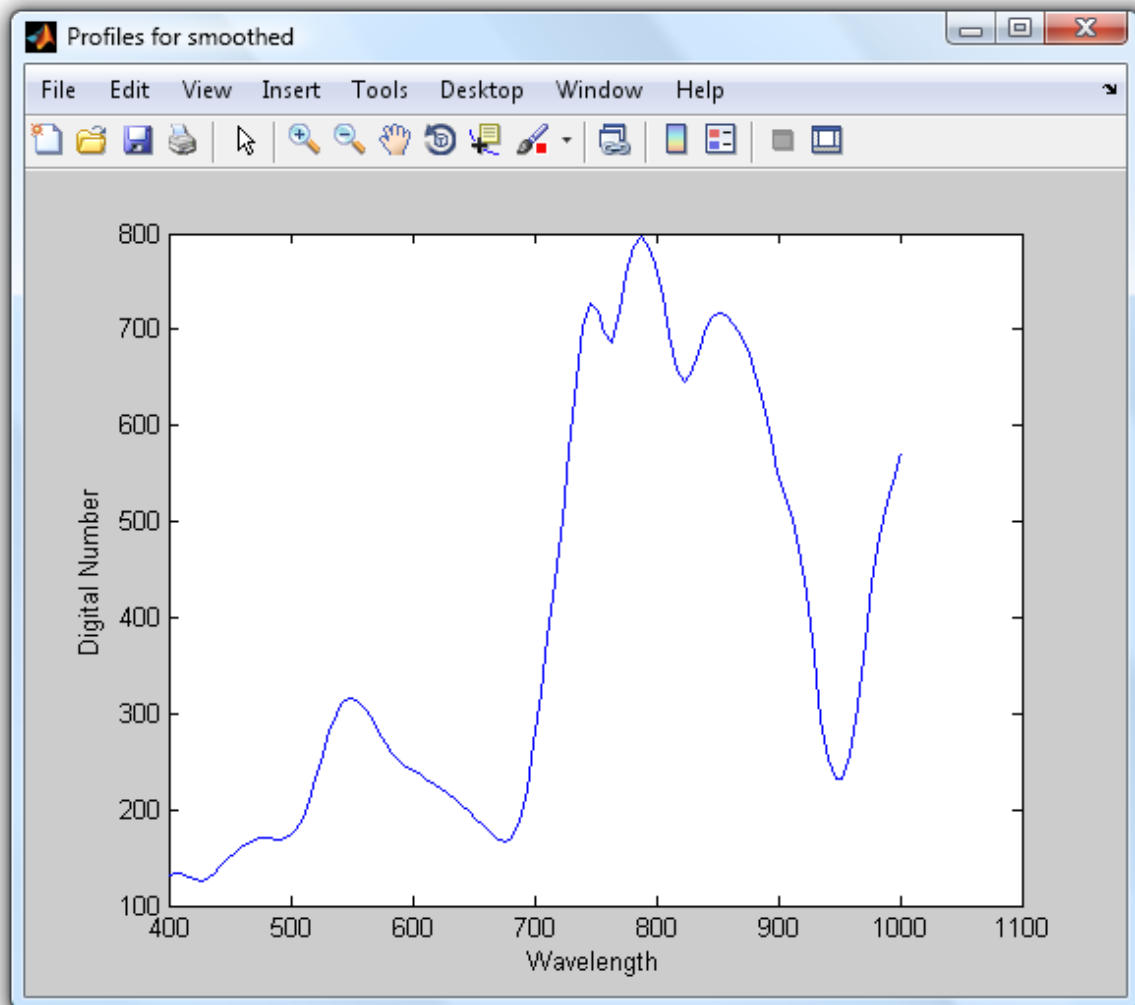 Profiles for smoothed
File Edit View Insert Tools Desktop Window Help
800
700
600
500
400
300
200
100
Digital Number
400 500 600 700 800 900 1000 1100
Wavelength